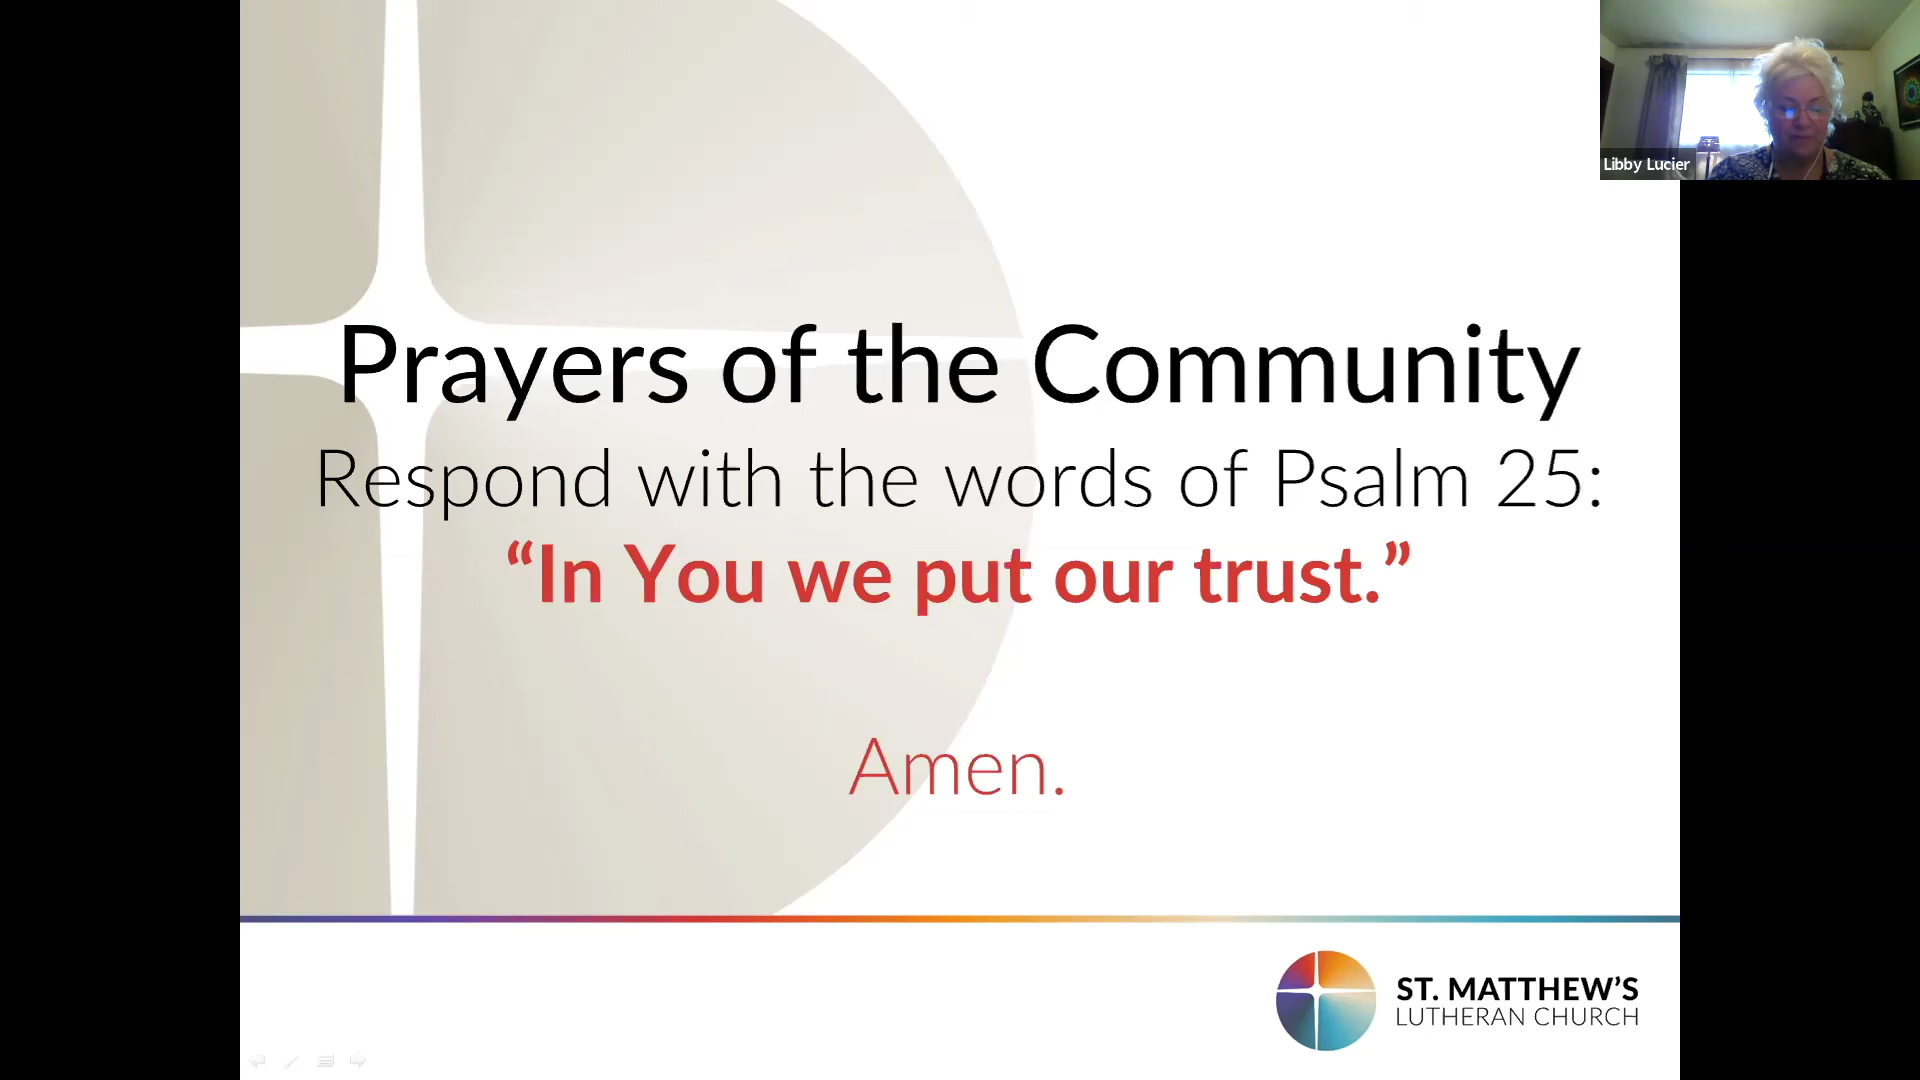 Libby Lucier
Prayers of the Community
Respond with the words of Psalm 25:
“In You we put our trust.”
Amen.
ST. MATTHEW’S
LUTHERAN CHURCH